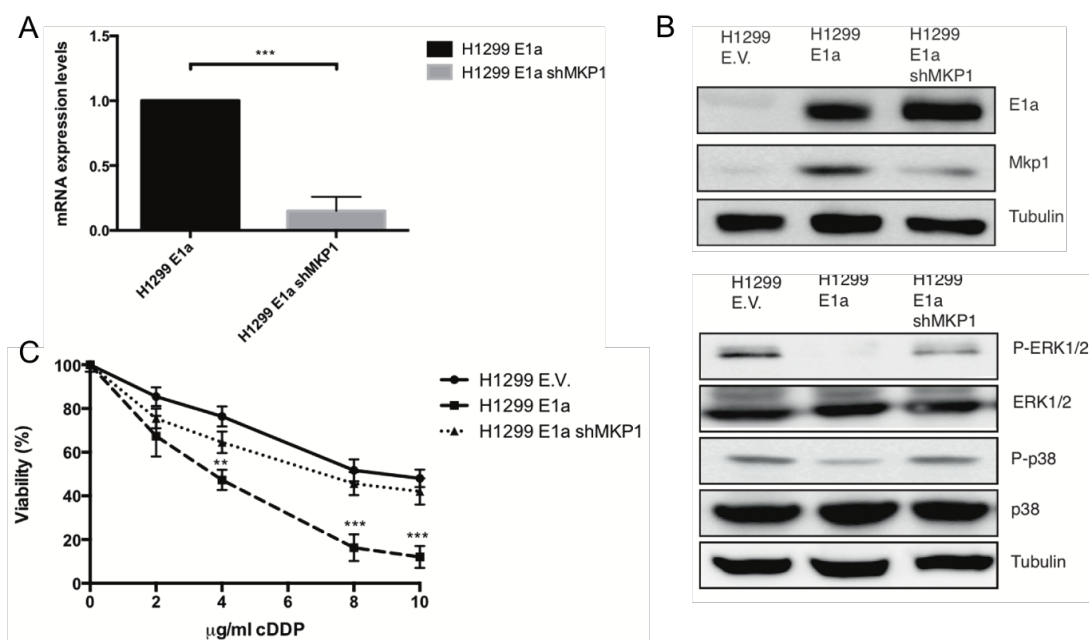 A
1.5
1.0
0.5
0.0
mRNA expression levels
***
H1299 E1a
H1299 E1a shMKP1
H1299 E1a
H1299 E1a shMKP1
B
H1299
E.V.
H1299
E1a
H1299
E1a
shMKP1
E1a
Mkp1
Tubulin
H1299
E.V.
H1299
E1a
H1299
E1a
shMKP1
P-ERK1/2
ERK1/2
P-p38
p38
Tubulin
C
100
80
60
40
20
0
Viability (%)
**
***
***
0
2
4
8
10
µg/ml cDDP
H1299 E.V.
H1299 E1a
H1299 E1a shMKP1